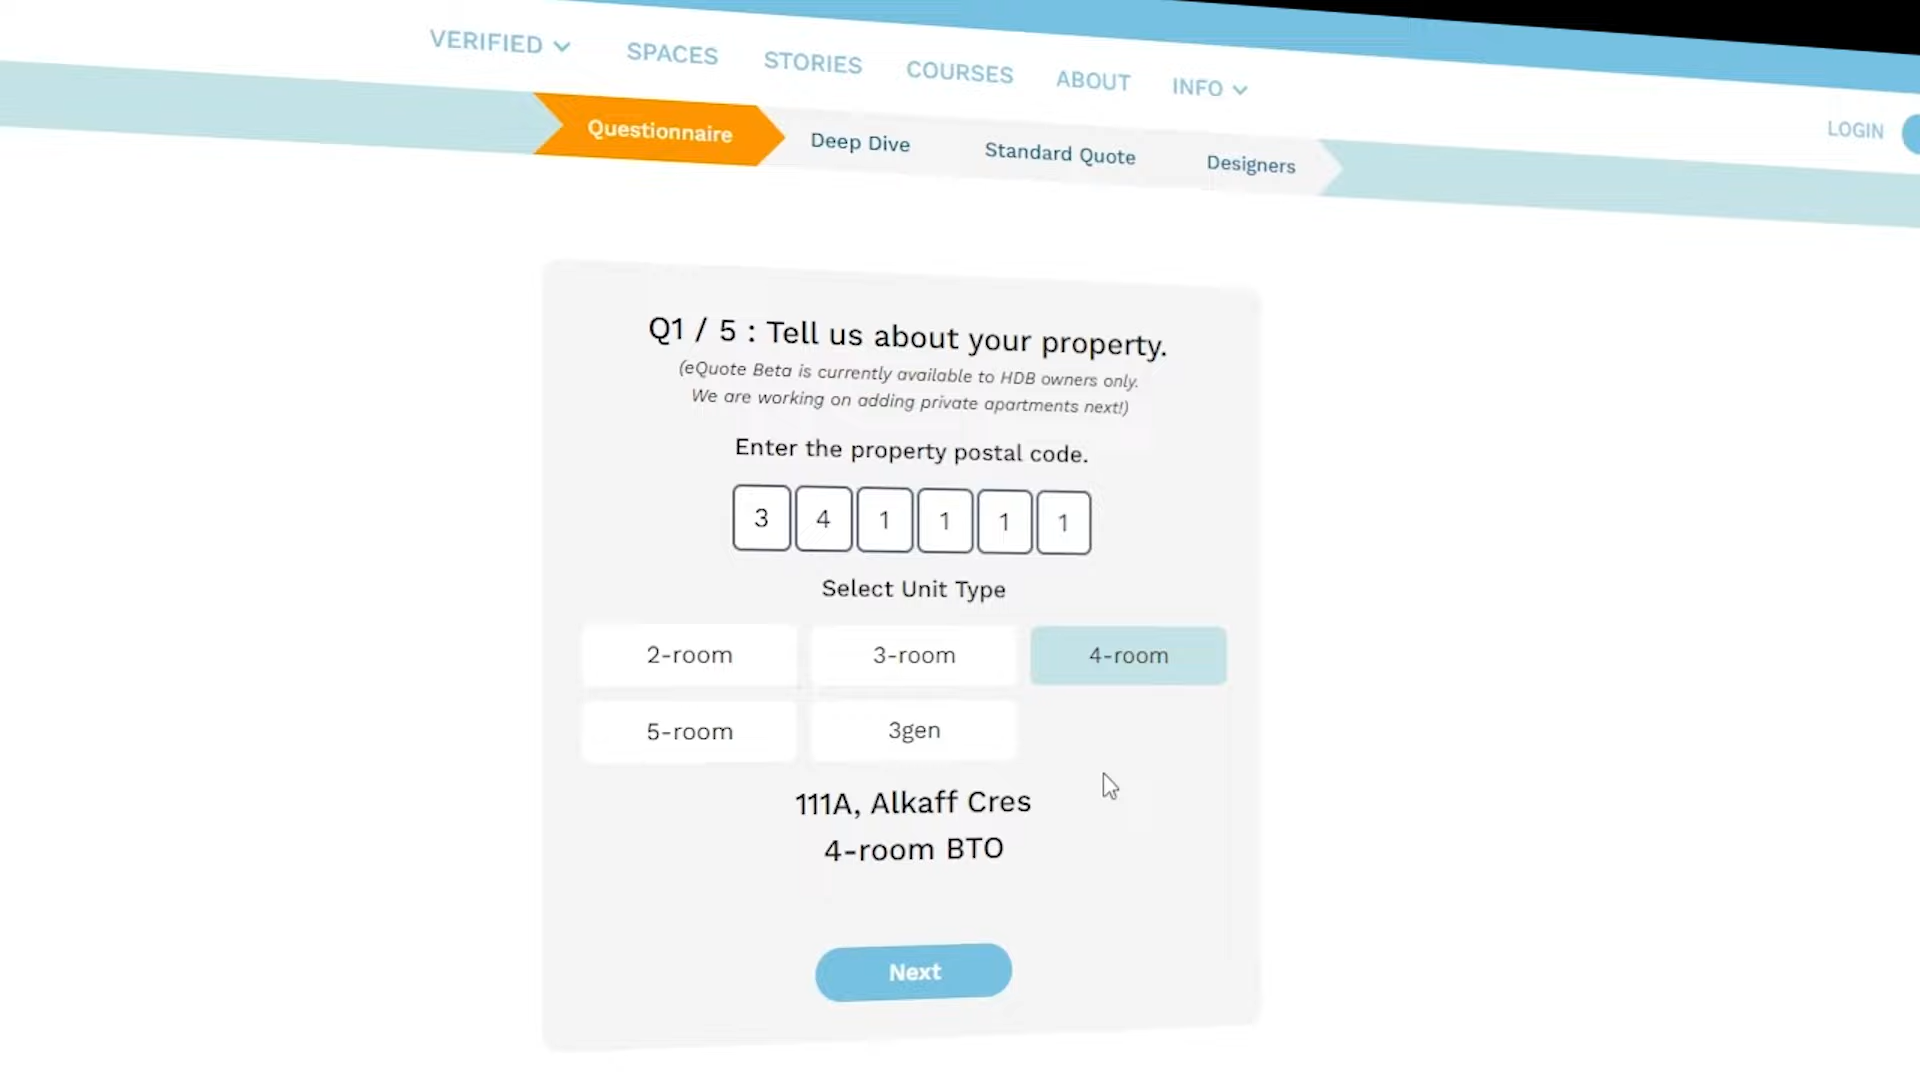 VERIFIED SPACES STORIES COURSES ABOUT INFO
LOGIN
Questionnaire Deep Dive Standard Quote Designers
Q1 / 5 : Tell us about your property.
(eQuote Beta is currently available to HDB owners only.
We are working on adding private apartments next!)
Enter the property postal code.
3 4 1 1 1 1
Select Unit Type
2-room 3-room 4-room
5-room 3gen
111A, Alkaff Cres
4-room BTO
Next